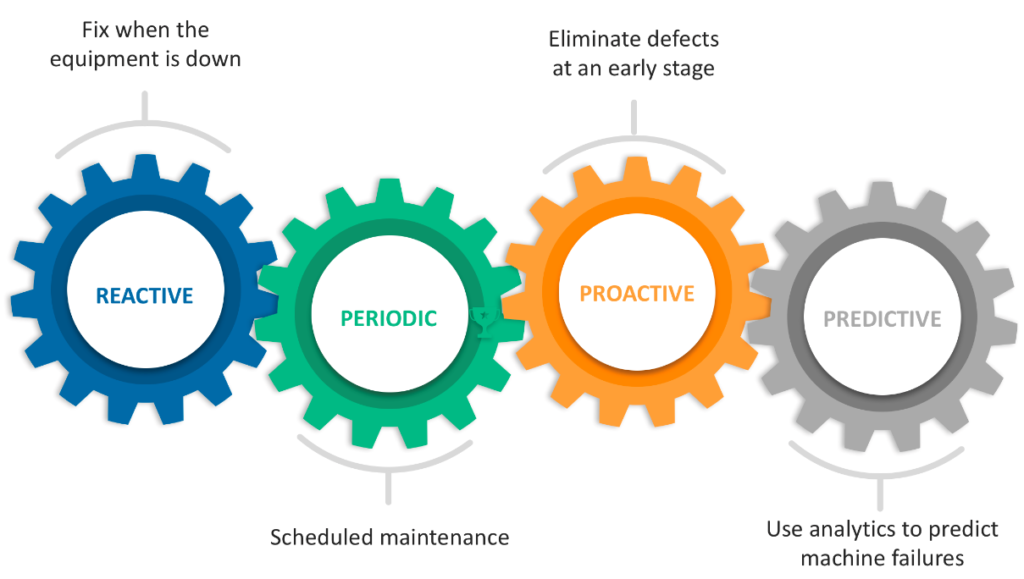 Fix when the
equipment is down
Eliminate defects
at an early stage
REACTIVE
PERIODIC
PROACTIVE
PREDICTIVE
Scheduled maintenance
Use analytics to predict
machine failures